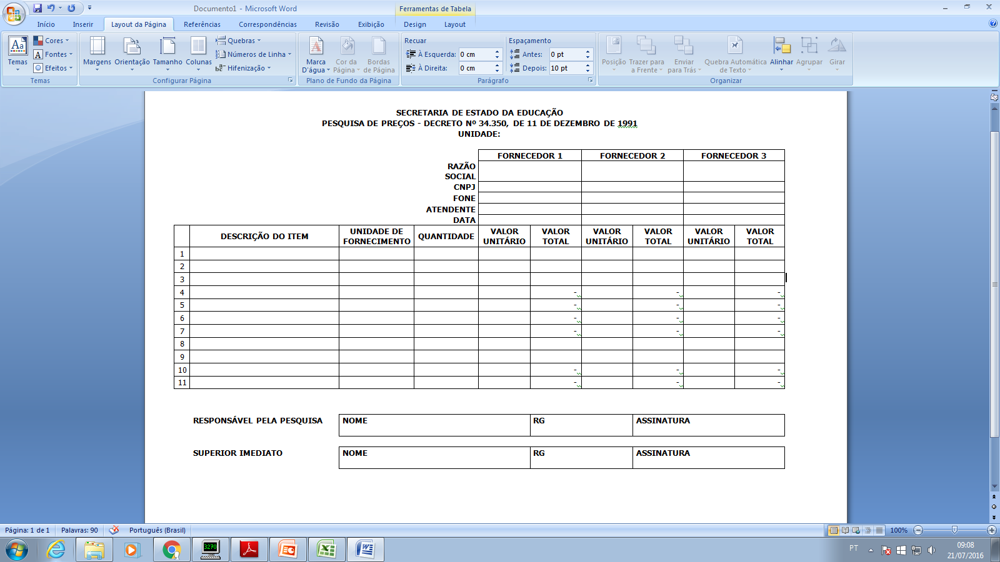 Documento1 - Microsoft Word
Ferramentas de Tabela
Início Inserir Layout da Página Referências Correspondências Revisão Exibição Design Layout
Temas
Cores
Fontes
Efeitos
Temas
Margens Orientação Tamanho Colunas
Quebras
Números de Linha
Hifenização
Configurar Página
Marca D'água
Cor da Página
Bordas de Página
Plano de Fundo da Página
Recuar
À Esquerda: 0 cm
À Direita: 0 cm
Espaçamento
Antes: 0 pt
Depois: 10 pt
Parágrafo
Posição
Trazer para a Frente
Enviar para Trás
Quebra Automática de Texto
Alinhar
Agrupar
Girar
Organizar
SECRETARIA DE ESTADO DA EDUCAÇÃO
PESQUISA DE PREÇOS - DECRETO Nº 34.350, DE 11 DE DEZEMBRO DE 1991
UNIDADE:
FORNECEDOR 1 FORNECEDOR 2 FORNECEDOR 3
RAZÃO
SOCIAL
CNPJ
FONE
ATENDENTE
DATA
DESCRIÇÃO DO ITEM UNIDADE DE FORNECIMENTO QUANTIDADE VALOR UNITÁRIO VALOR TOTAL VALOR UNITÁRIO VALOR TOTAL VALOR UNITÁRIO VALOR TOTAL
1
2
3
4 - - -
5 - - -
6 - - -
7 - - -
8
9
10 - - -
11 - - -
RESPONSÁVEL PELA PESQUISA NOME RG ASSINATURA
SUPERIOR IMEDIATO NOME RG ASSINATURA
Página: 1 de 1 Palavras: 90 Português (Brasil) 100%
3270
PT
09:08
21/07/2016